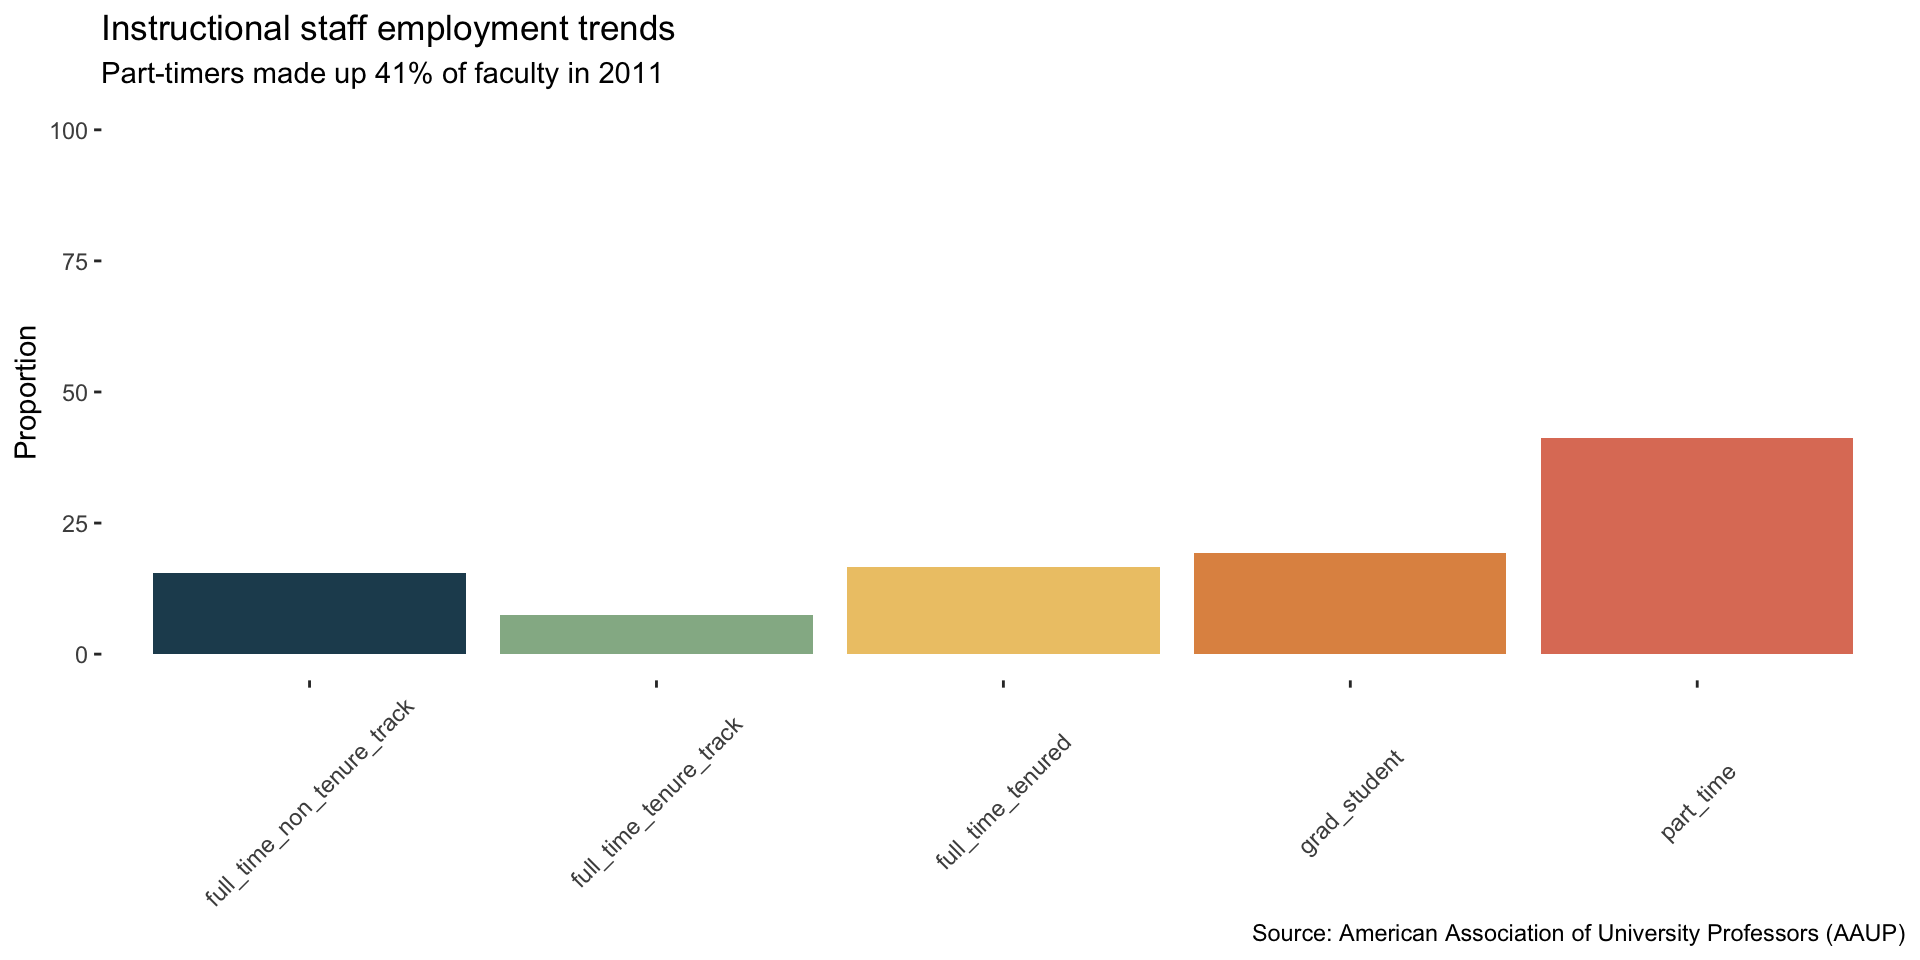 Instructional staff employment trends
Part-timers made up 41% of faculty in 2011
100
75
50
25
0
Proportion
full_time_non_tenure_track
full_time_tenure_track
full_time_tenured
grad_student
part_time
Source: American Association of University Professors (AAUP)